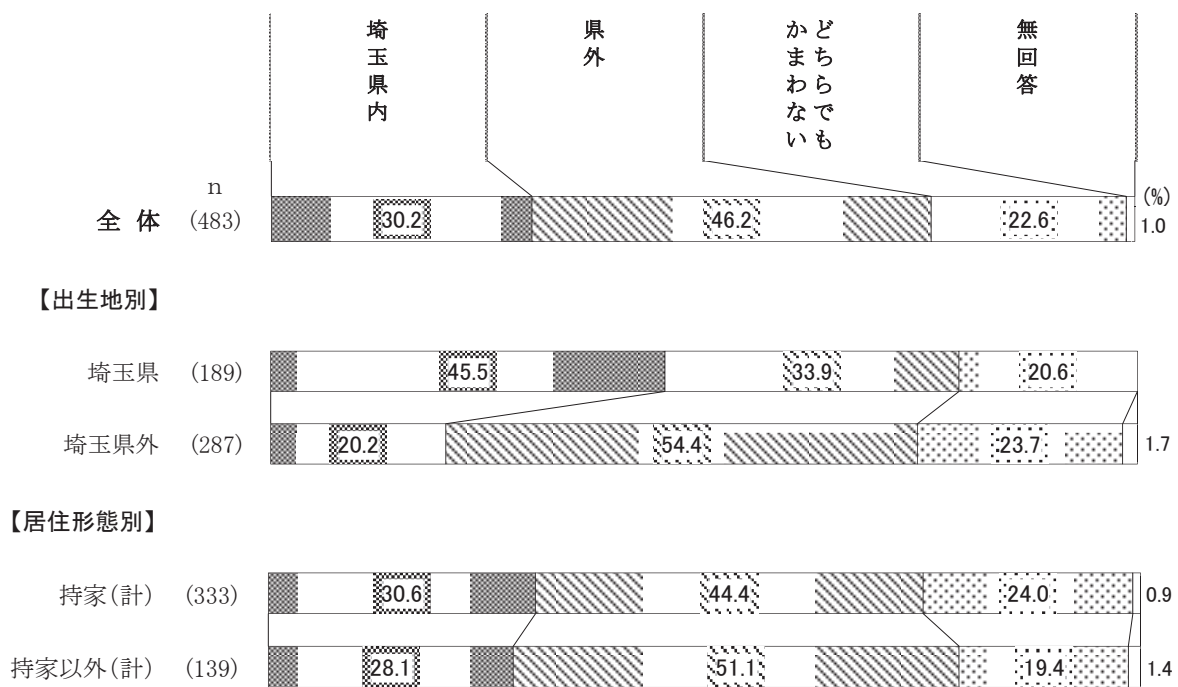 埼玉県内
県外
どちらでも
かまわない
無回答
n
(%)
全体 (483) 30.2 46.2 22.6 1.0
【出生地別】
埼玉県 (189) 45.5 33.9 20.6
埼玉県外 (287) 20.2 54.4 23.7 1.7
【居住形態別】
持家(計) (333) 30.6 44.4 24.0 0.9
持家以外(計) (139) 28.1 51.1 19.4 1.4